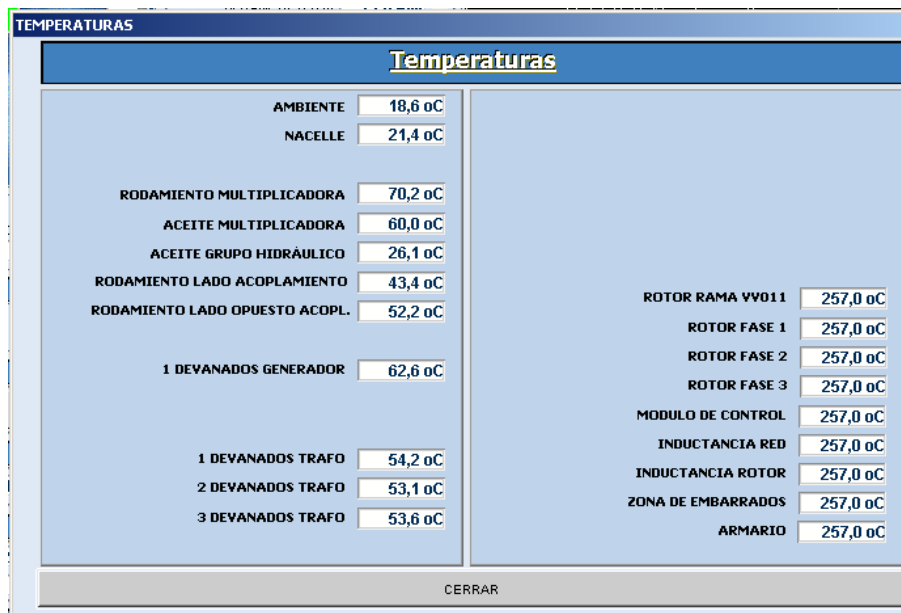 TEMPERATURAS
Temperaturas
AMBIENTE 18,6 oC
NACELLE 21,4 oC
RODAMIENTO MULTIPLICADORA 70,2 oC
ACEITE MULTIPLICADORA 60,0 oC
ACEITE GRUPO HIDRÁULICO 26,1 oC
RODAMIENTO LADO ACOPLAMIENTO 43,4 oC
RODAMIENTO LADO OPUESTO ACOPL. 52,2 oC
1 DEVANADOS GENERADOR 62,6 oC
1 DEVANADOS TRAFO 54,2 oC
2 DEVANADOS TRAFO 53,1 oC
3 DEVANADOS TRAFO 53,6 oC
ROTOR RAMA VV011 257,0 oC
ROTOR FASE 1 257,0 oC
ROTOR FASE 2 257,0 oC
ROTOR FASE 3 257,0 oC
MODULO DE CONTROL 257,0 oC
INDUCTANCIA RED 257,0 oC
INDUCTANCIA ROTOR 257,0 oC
ZONA DE EMBARRADOS 257,0 oC
ARMARIO 257,0 oC
CERRAR